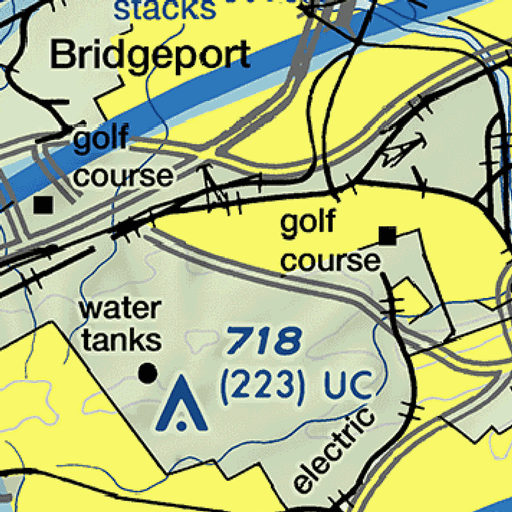 stacks
Bridgeport
golf
course
golf
course
water
tanks
718
(223) UC
electric